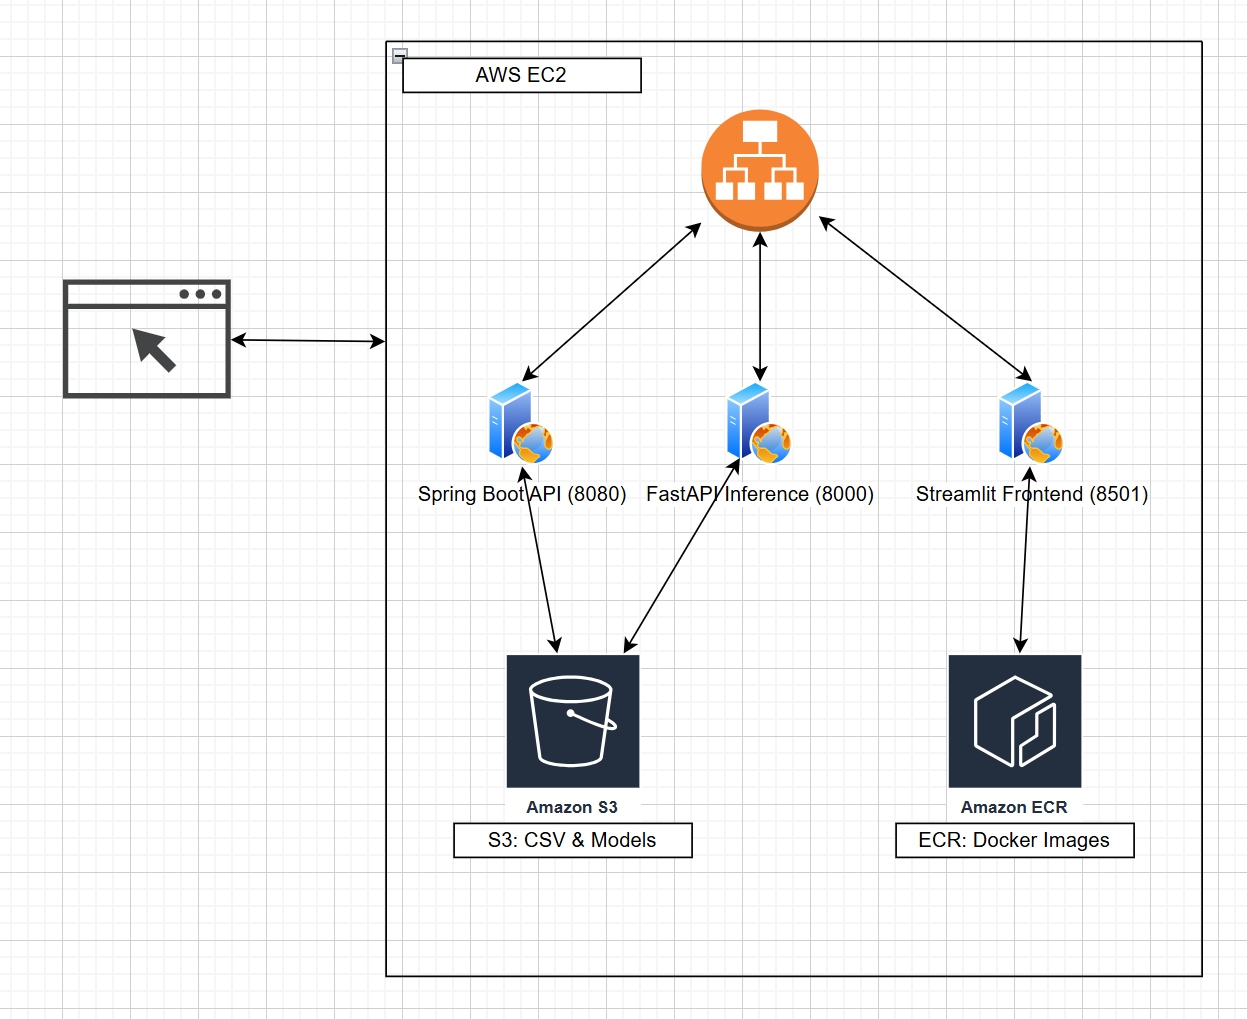 AWS EC2
Spring Boot API (8080)
FastAPI Inference (8000)
Streamlit Frontend (8501)
Amazon S3
Amazon ECR
S3: CSV & Models
ECR: Docker Images